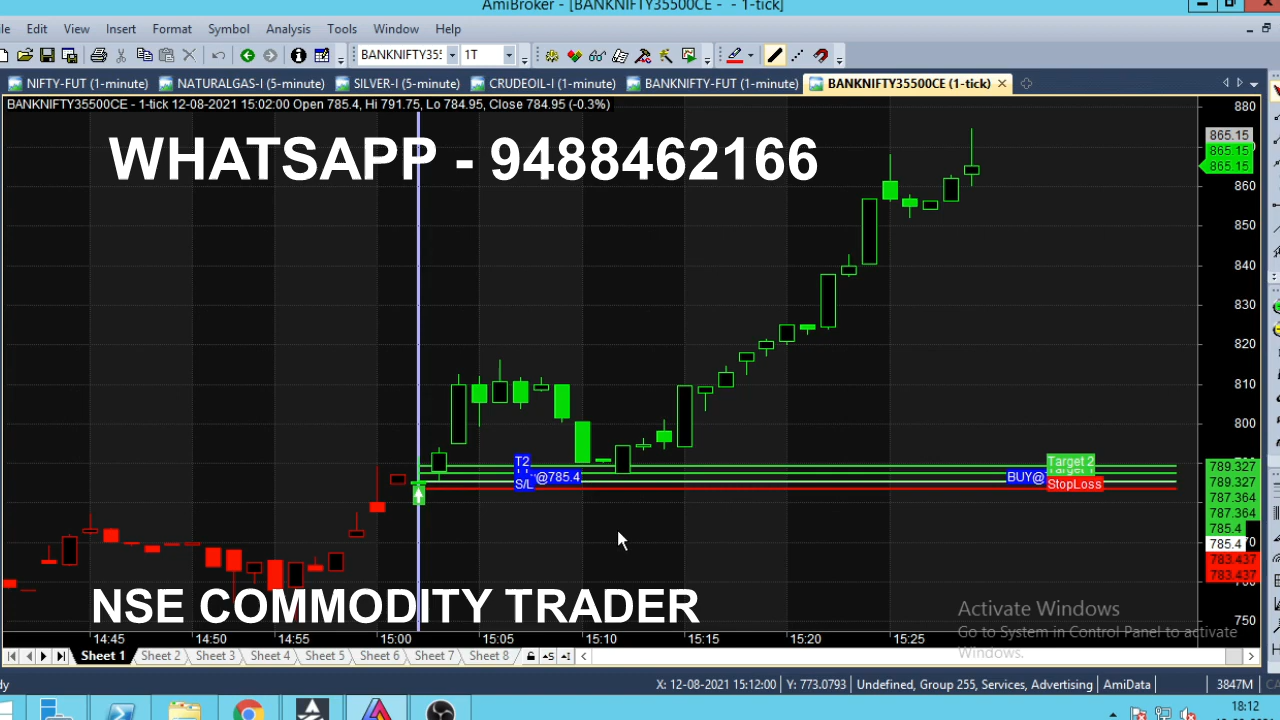 AmiBroker - [BANKNIFTY35500CE - - 1-tick]
Edit View Insert Format Symbol Analysis Tools Window Help
BANKNIFTY35 1T
NIFTY-FUT (1-minute) NATURALGAS-I (5-minute) SILVER-I (5-minute) CRUDEOIL-I (5-minute) BANKNIFTY-FUT (1-minute) BANKNIFTY35500CE (1-tick)
BANKNIFTY35500CE - 1-tick 12-08-2021 15:02:00 Open 785.4, Hi 791.75, Lo 784.95, Close 784.95 (-0.3%)
880
WHATSAPP - 9488462166
865.15
865.15
865.15
860
850
840
830
820
810
800
T2
@785.4
S/L
BUY@
Target 2
StopLoss
789.327
789.327
787.364
787.364
785.4
785.4
783.437
783.437
750
NSE COMMODITY TRADER
Activate Windows
Go to System in Control Panel to activate
Windows.
14:45 14:50 14:55 15:00 15:05 15:10 15:15 15:20 15:25
Sheet 1 Sheet 2 Sheet 3 Sheet 4 Sheet 5 Sheet 6 Sheet 7 Sheet 8
X: 12-08-2021 15:12:00 Y: 773.0793 Undefined, Group 255, Services, Advertising AmiData 3847M
18:12